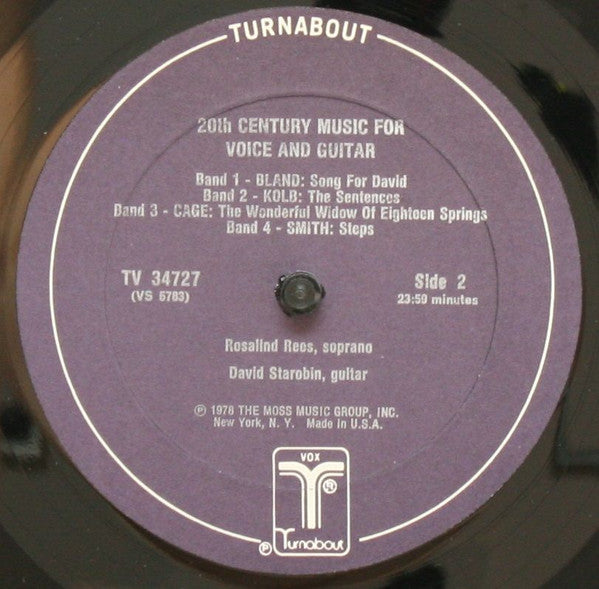 TURNABOUT
20th CENTURY MUSIC FOR
VOICE AND GUITAR
Band 1 - BLAND: Song For David
Band 2 - KOLB: The Sentences
Band 3 - CAGE: The Wonderful Widow Of Eighteen Springs
Band 4 - SMITH: Steps
TV 34727
(VS 6783)
Side 2
23:59 minutes
Rosalind Rees, soprano
David Starobin, guitar
℗ 1978 THE MOSS MUSIC GROUP, INC.
New York, N. Y. Made in U.S.A.
VOX
®
℗ Turnabout